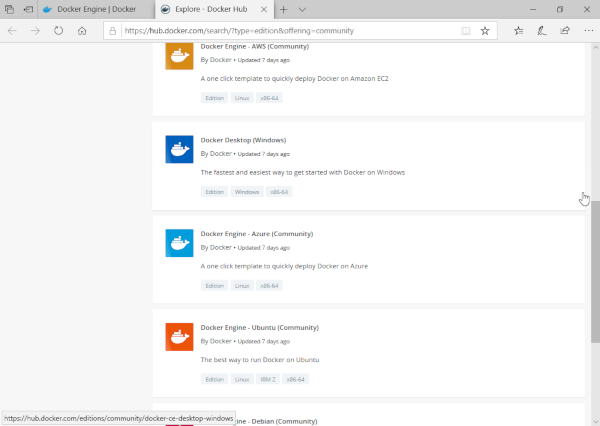 Docker Engine | Docker
Explore - Docker Hub
https://hub.docker.com/search/?type=edition&offering=community
Docker Engine - AWS (Community)
By Docker • Updated 7 days ago
A one click template to quickly deploy Docker on Amazon EC2
Edition Linux x86-64
Docker Desktop (Windows)
By Docker • Updated 7 days ago
The fastest and easiest way to get started with Docker on Windows
Edition Windows x86-64
Docker Engine - Azure (Community)
By Docker • Updated 7 days ago
A one click template to quickly deploy Docker on Azure
Edition Linux x86-64
Docker Engine - Ubuntu (Community)
By Docker • Updated 7 days ago
The best way to run Docker on Ubuntu
Edition Linux IBM Z x86-64
https://hub.docker.com/editions/community/docker-ce-desktop-windows
gine - Debian (Community)